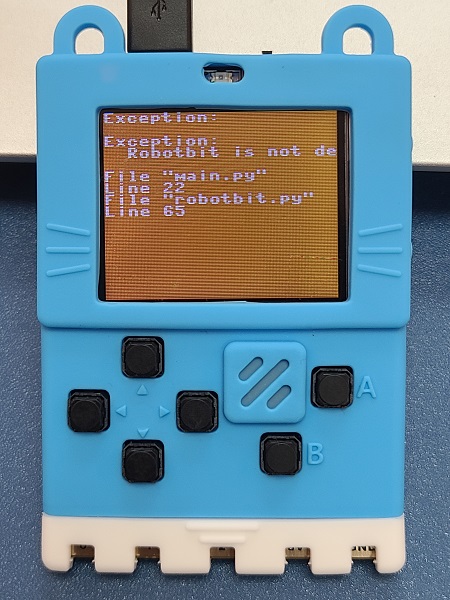 Exception:
Exception:
Robotbit is not de
File "main.py"
Line 22
File "robotbit.py"
Line 65
A
B